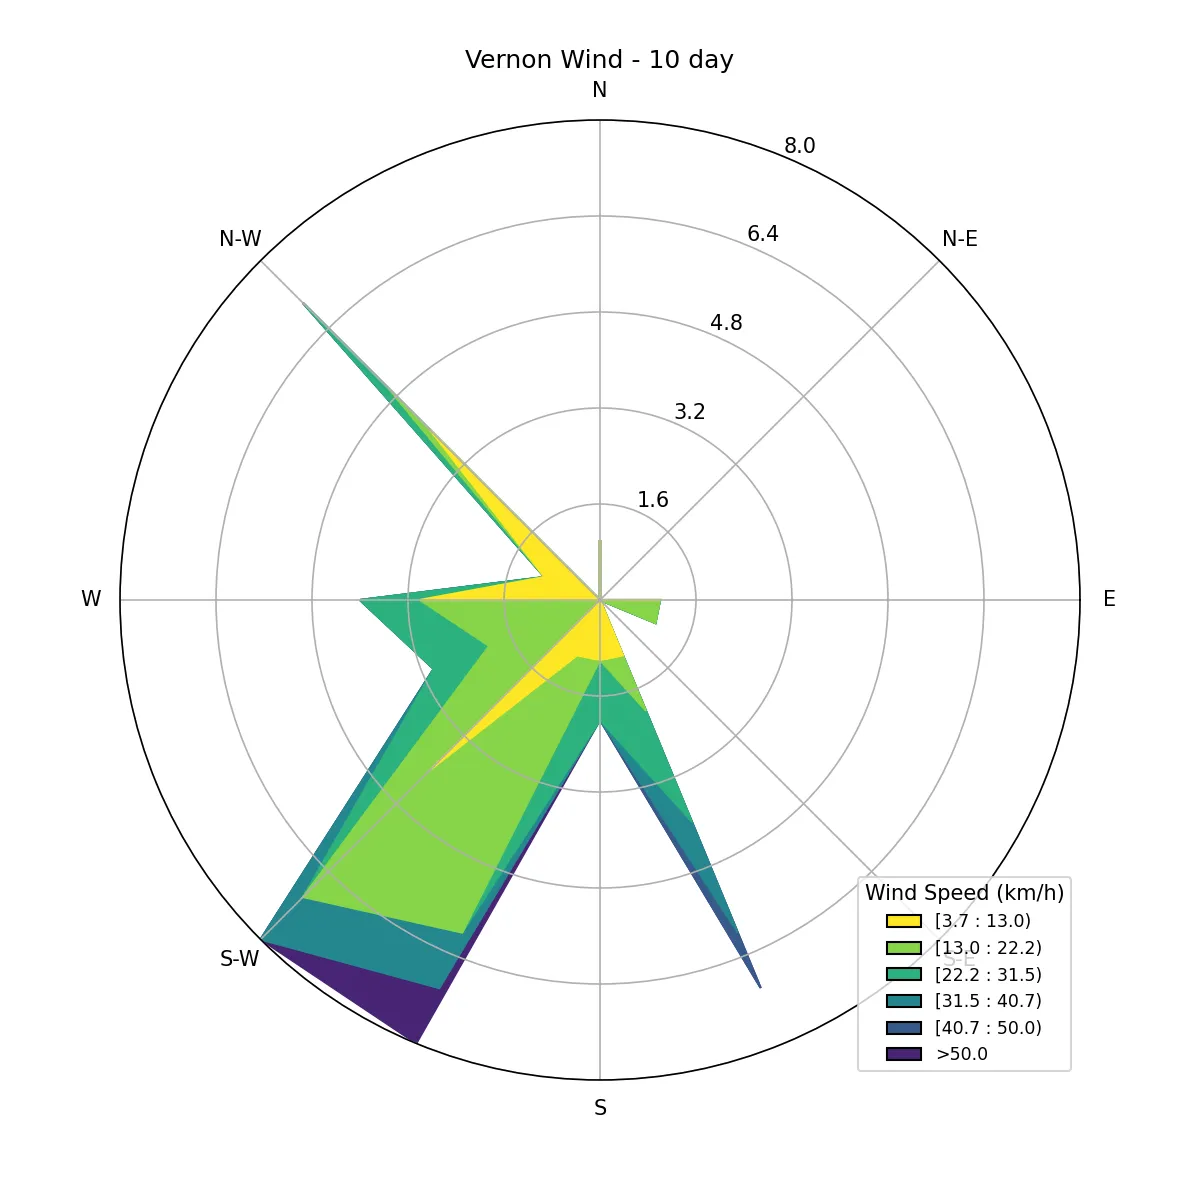 Vernon Wind - 10 day
N
8.0
N-W
6.4
N-E
4.8
3.2
1.6
W
E
S-W
S-E
S
Wind Speed (km/h)
[3.7 : 13.0)
[13.0 : 22.2)
[22.2 : 31.5)
[31.5 : 40.7)
[40.7 : 50.0)
>50.0